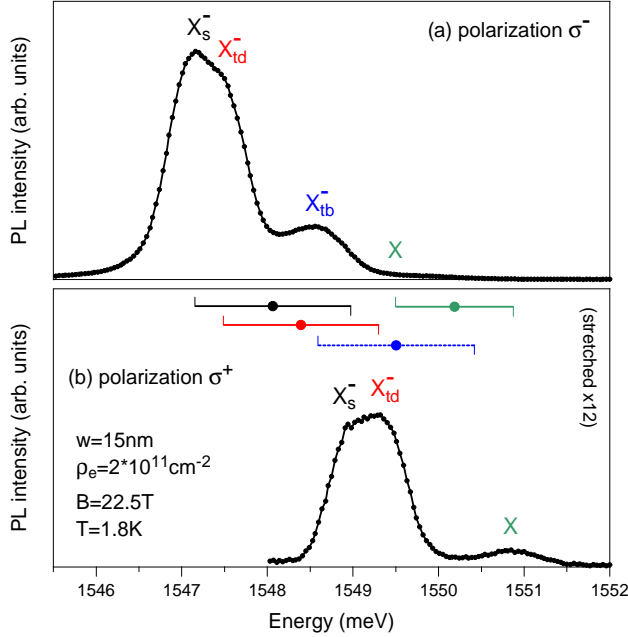 X_s^-
X_td^-
(a) polarization σ^-
X_tb^-
X
PL intensity (arb. units)
(stretched x12)
(b) polarization σ^+
X_s^-
X_td^-
w=15nm
ρ_e=2*10^11cm^-2
B=22.5T
T=1.8K
X
PL intensity (arb. units)
1546 1547 1548 1549 1550 1551 1552
Energy (meV)